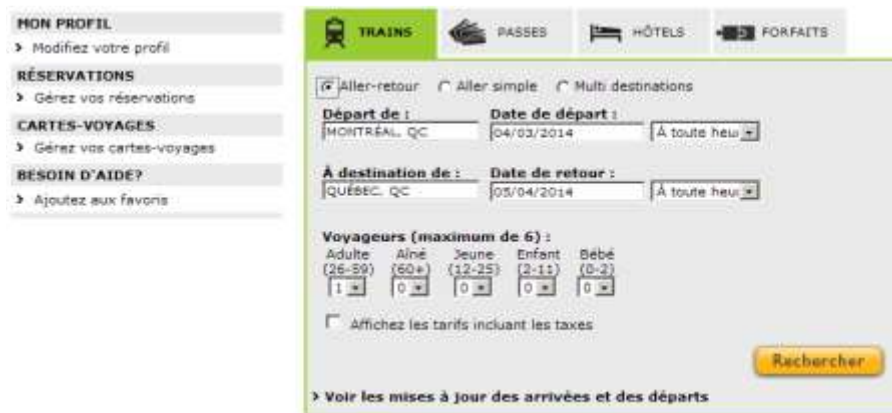 MON PROFIL
Modifiez votre profil
RÉSERVATIONS
Gérez vos réservations
CARTES-VOYAGES
Gérez vos cartes-voyages
BESOIN D'AIDE?
Ajoutez aux favoris
TRAINS PASSES HÔTELS FORFAITS
Aller-retour Aller simple Multi destinations
Départ de : Date de départ :
MONTRÉAL, QC 04/03/2014 À toute heu
À destination de : Date de retour :
QUÉBEC, QC 05/04/2014 À toute heu
Voyageurs (maximum de 6) :
Adulte Aîné Jeune Enfant Bébé
(26-59) (60+) (12-25) (2-11) (0-2)
1 0 0 0 0
Affichez les tarifs incluant les taxes
Rechercher
Voir les mises à jour des arrivées et des départs